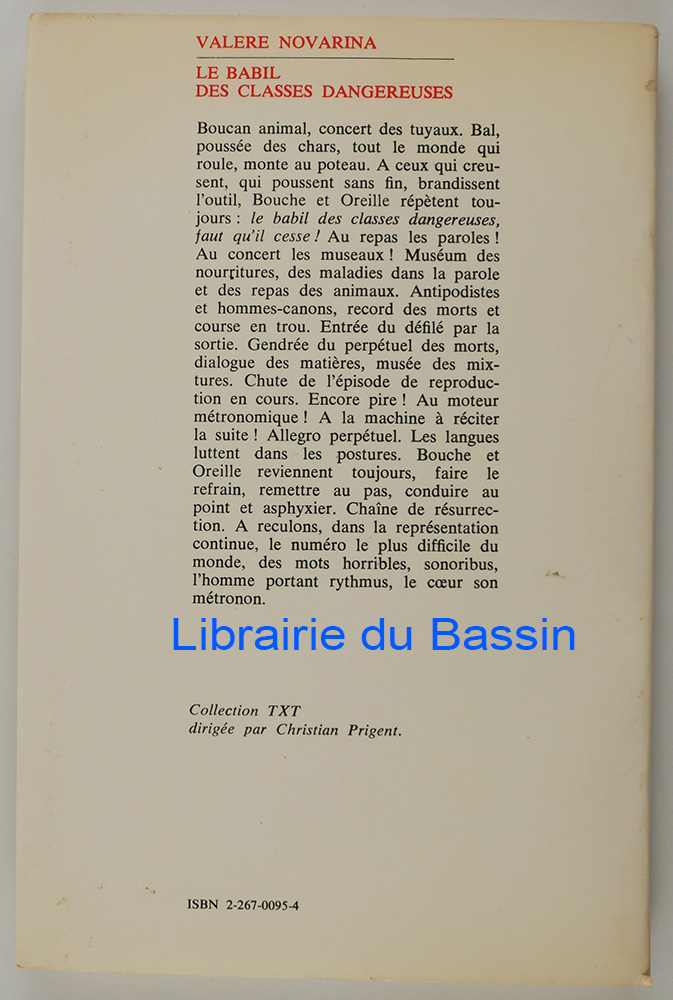 VALERE NOVARINA
LE BABIL
DES CLASSES DANGEREUSES
Boucan animal, concert des tuyaux. Bal,
poussée des chars, tout le monde qui
roule, monte au poteau. A ceux qui creu-
sent, qui poussent sans fin, brandissent
l'outil, Bouche et Oreille répètent tou-
jours : le babil des classes dangereuses,
faut qu'il cesse ! Au repas les paroles !
Au concert les museaux ! Muséum des
nourritures, des maladies dans la parole
et des repas des animaux. Antipodistes
et hommes-canons, record des morts et
course en trou. Entrée du défilé par la
sortie. Gendrée du perpétuel des morts,
dialogue des matières, musée des mix-
tures. Chute de l'épisode de reproduc-
tion en cours. Encore pire ! Au moteur
métronomique ! A la machine à réciter
la suite ! Allegro perpétuel. Les langues
luttent dans les postures. Bouche et
Oreille reviennent toujours, faire le
refrain, remettre au pas, conduire au
point et asphyxier. Chaîne de résurrec-
tion. A reculons, dans la représentation
continue, le numéro le plus difficile du
monde, des mots horribles, sonoribus,
l'homme portant rythmus, le cœur son
métronon.
Librairie du Bassin
Collection TXT
dirigée par Christian Prigent.
ISBN 2-267-0095-4